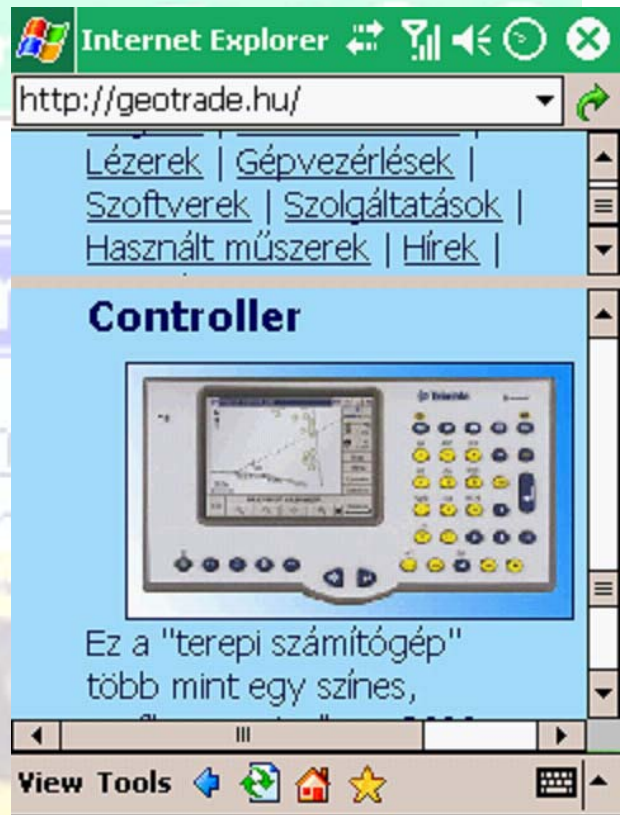 Internet Explorer
http://geotrade.hu/
Lézerek | Gépvezérlések |
Szoftverek | Szolgáltatások |
Használt műszerek | Hírek |
Controller
Trimble
Ez a "terepi számítógép"
több mint egy színes,
View Tools